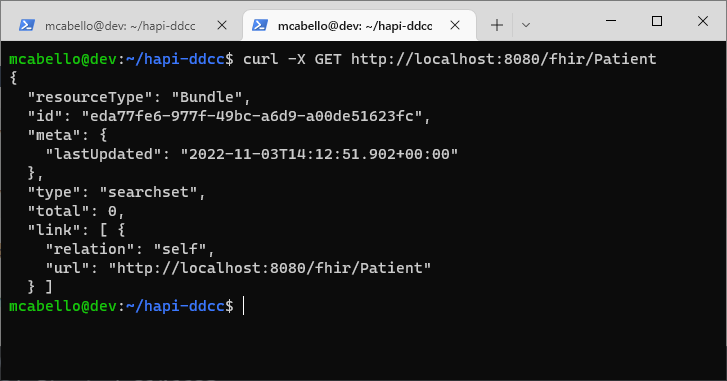 mcabello@dev: ~/hapi-ddcc
mcabello@dev: ~/hapi-ddcc
mcabello@dev:~/hapi-ddcc$ curl -X GET http://localhost:8080/fhir/Patient
{
  "resourceType": "Bundle",
  "id": "eda77fe6-977f-49bc-a6d9-a00de51623fc",
  "meta": {
    "lastUpdated": "2022-11-03T14:12:51.902+00:00"
  },
  "type": "searchset",
  "total": 0,
  "link": [ {
    "relation": "self",
    "url": "http://localhost:8080/fhir/Patient"
  } ]
mcabello@dev:~/hapi-ddcc$